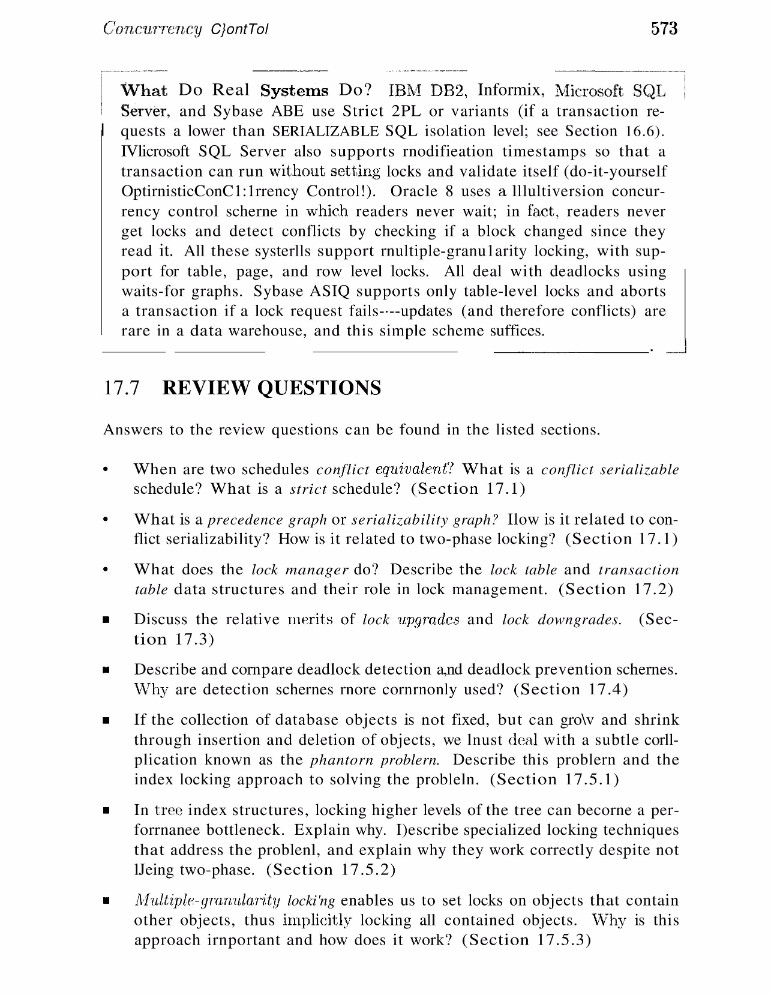 Concurrency C}ontTol 573
What Do Real Systems Do? IBM DB2, Informix, Microsoft SQL
Server, and Sybase ABE use Strict 2PL or variants (if a transaction re-
quests a lower than SERIALIZABLE SQL isolation level; see Section 16.6).
IVlicrosoft SQL Server also supports rnodifieation timestamps so that a
transaction can run without setting locks and validate itself (do-it-yourself
OptirnisticConC1:1rrency Control!). Oracle 8 uses a lllultiversion concur-
rency control scherne in which readers never wait; in fact, readers never
get locks and detect conflicts by checking if a block changed since they
read it. All these systerlls support rnultiple-granularity locking, with sup-
port for table, page, and row level locks. All deal with deadlocks using
waits-for graphs. Sybase ASIQ supports only table-level locks and aborts
a transaction if a lock request fails-·--updates (and therefore conflicts) are
rare in a data warehouse, and this simple scheme suffices.
17.7 REVIEW QUESTIONS
Answers to the review questions can be found in the listed sections.
• When are two schedules conflict equivalent? What is a conflict serializable
schedule? What is a strict schedule? (Section 17.1)
• What is a precedence graph or serializability graph? Ilow is it related to con-
flict serializability? How is it related to two-phase locking? (Section 17.1)
• What does the lock manager do? Describe the lock table and transaction
table data structures and their role in lock management. (Section 17.2)
■ Discuss the relative merits of lock upgrades and lock downgrades. (Sec-
tion 17.3)
■ Describe and cornpare deadlock detection a,nd deadlock prevention schemes.
Why are detection schemes rnore cornrnonly used? (Section 17.4)
■ If the collection of database objects is not fixed, but can gro\v and shrink
through insertion and deletion of objects, we lnust deal with a subtle corll-
plication known as the phantorn problern. Describe this problern and the
index locking approach to solving the probleln. (Section 17.5.1)
■ In tree index structures, locking higher levels of the tree can becorne a per-
forrnanee bottleneck. Explain why. I)escribe specialized locking techniques
that address the problenl, and explain why they work correctly despite not
lJeing two-phase. (Section 17.5.2)
■ Multiple-granularity locki'ng enables us to set locks on objects that contain
other objects, thus implicitly locking all contained objects. Why is this
approach irnportant and how does it work? (Section 17.5.3)